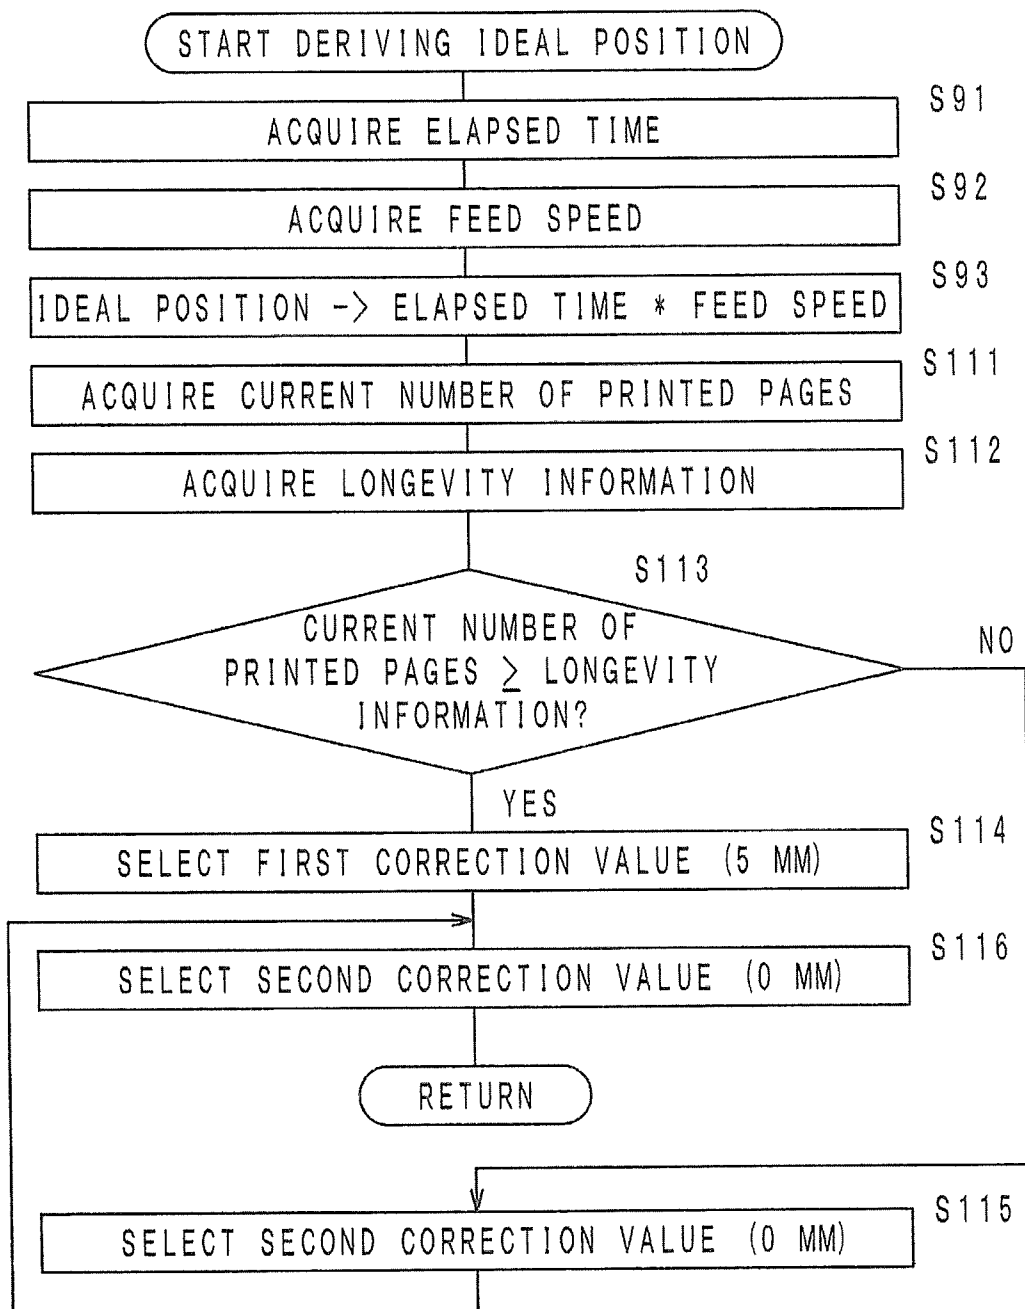 START DERIVING IDEAL POSITION
S91
ACQUIRE ELAPSED TIME
S92
ACQUIRE FEED SPEED
S93
IDEAL POSITION -> ELAPSED TIME * FEED SPEED
S111
ACQUIRE CURRENT NUMBER OF PRINTED PAGES
S112
ACQUIRE LONGEVITY INFORMATION
S113
CURRENT NUMBER OF
PRINTED PAGES ≥ LONGEVITY
INFORMATION?
NO
YES
S114
SELECT FIRST CORRECTION VALUE (5 MM)
S116
SELECT SECOND CORRECTION VALUE (0 MM)
RETURN
S115
SELECT SECOND CORRECTION VALUE (0 MM)